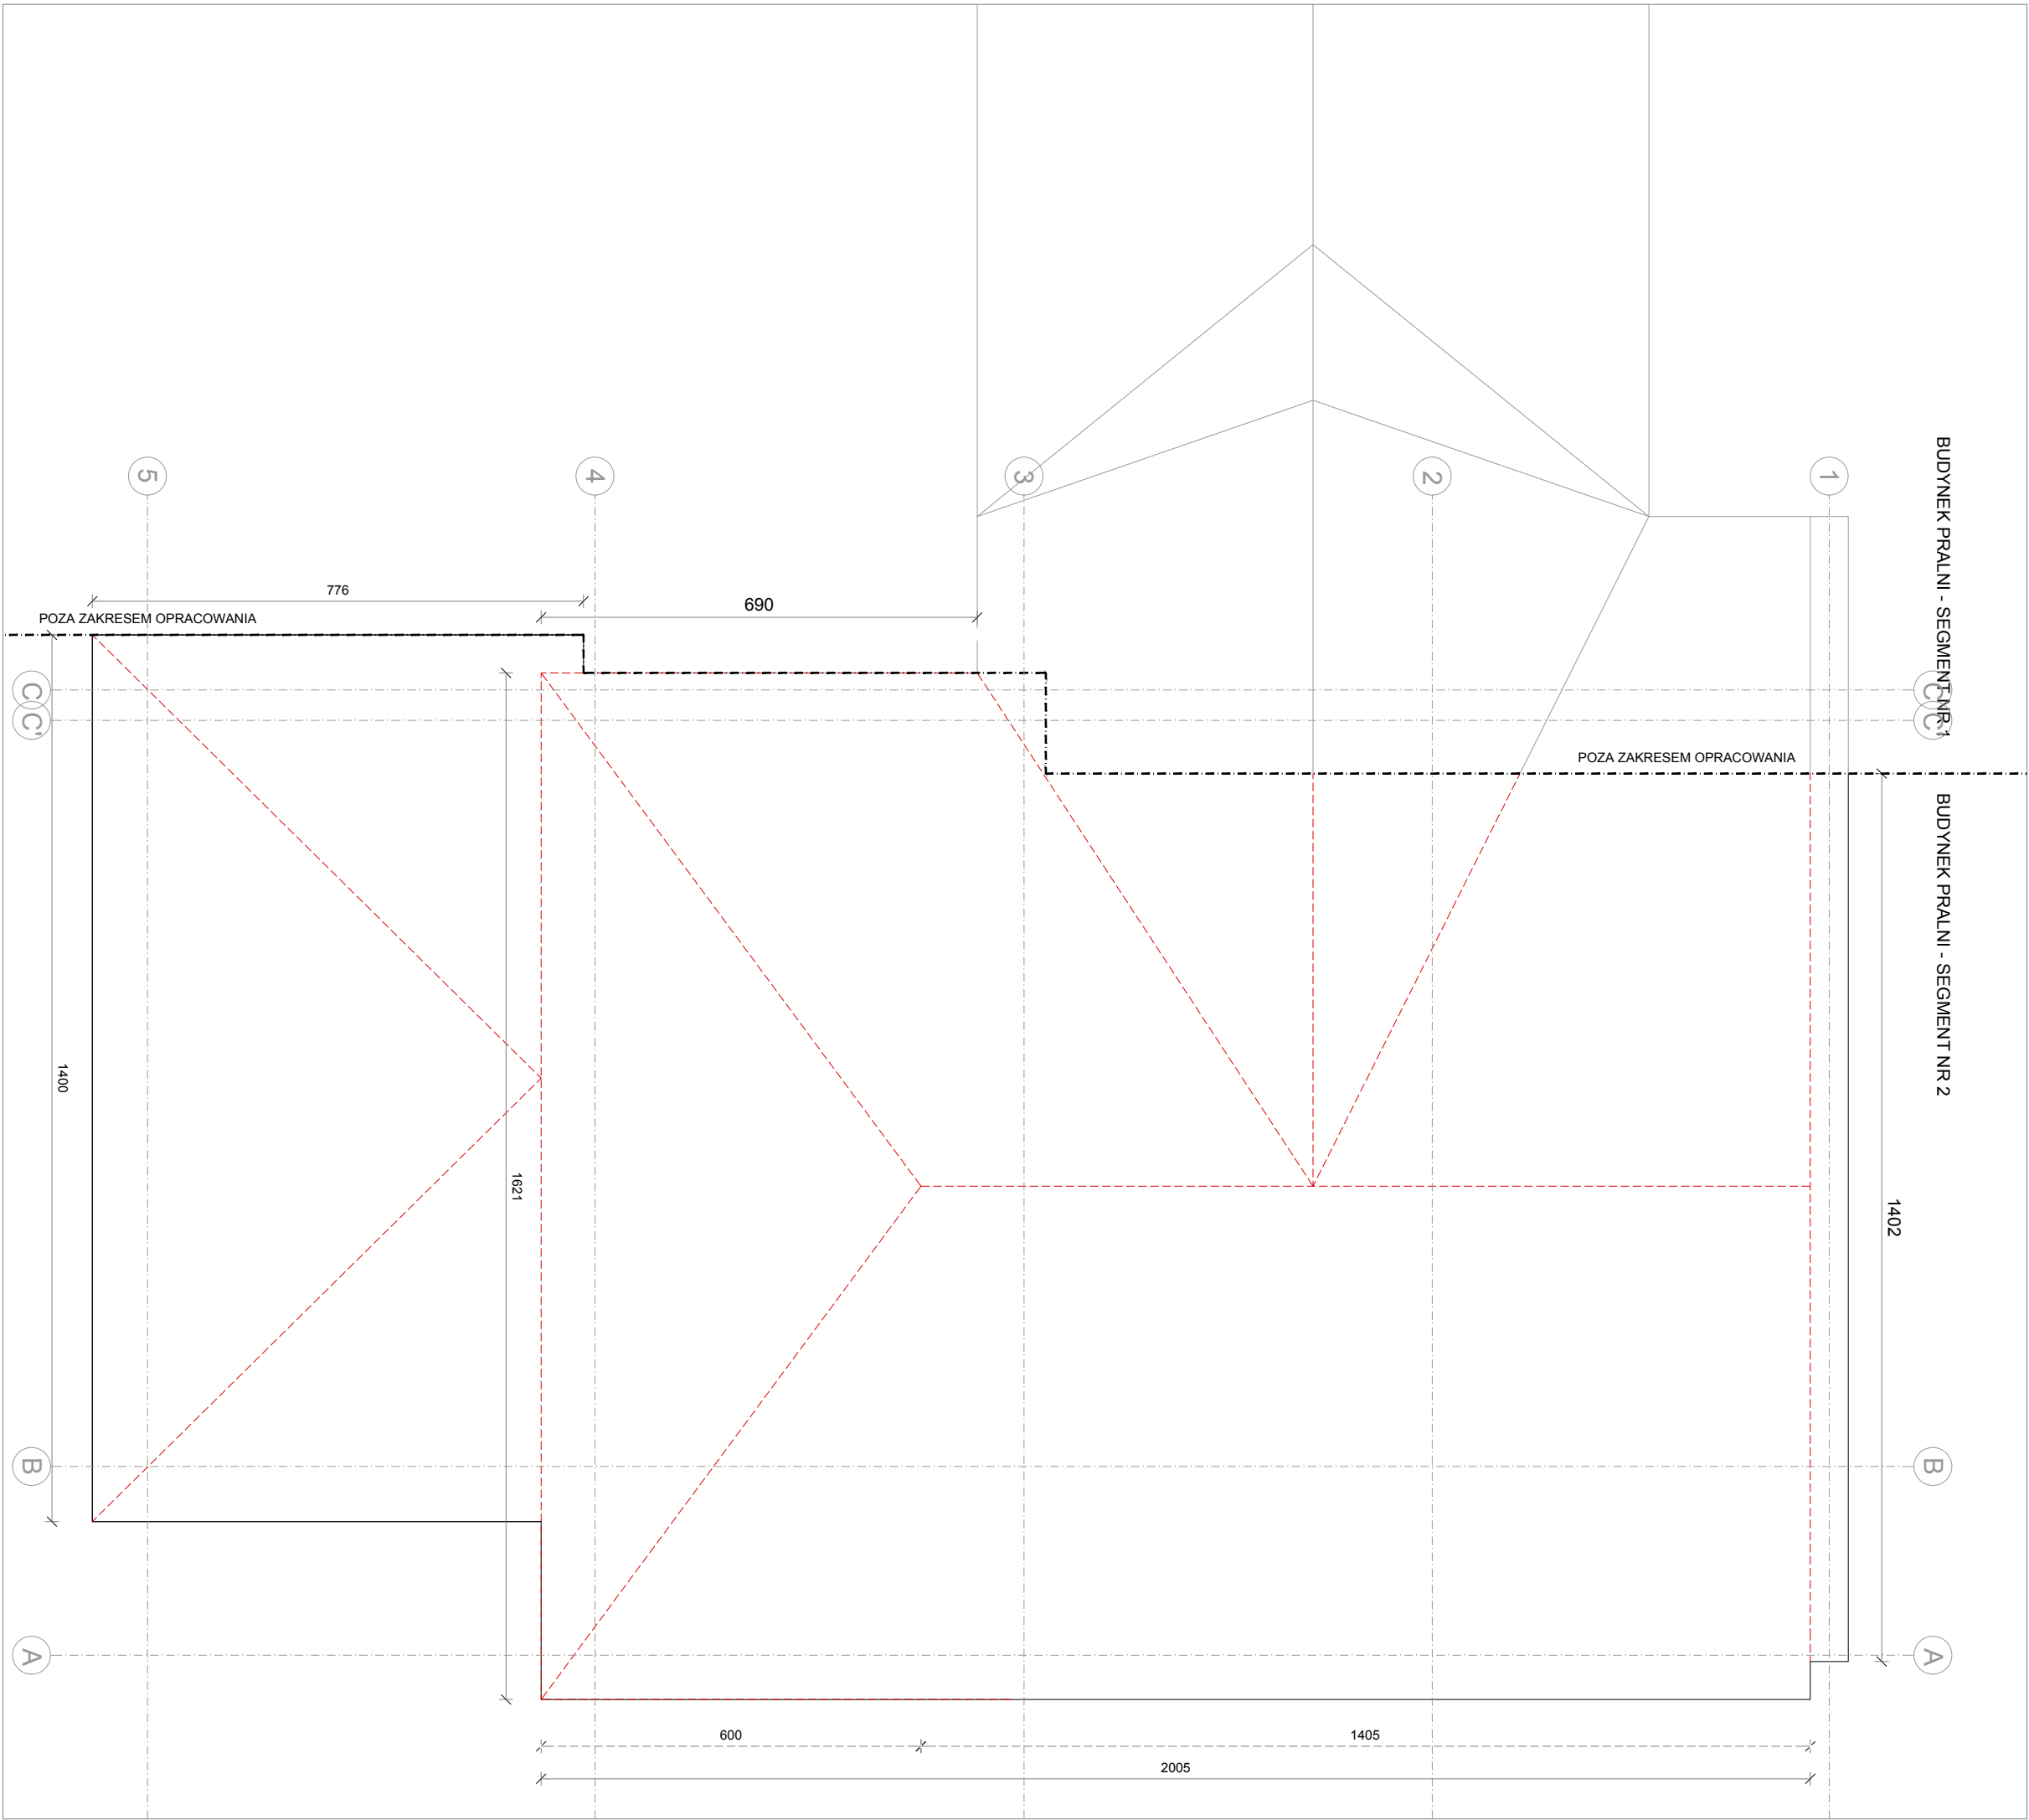 BUDYNEK PRALNI - SEGMENT NR 1
BUDYNEK PRALNI - SEGMENT NR 2
5
4
3
2
1
776
690
POZA ZAKRESEM OPRACOWANIA
C
C
C'
C'
POZA ZAKRESEM OPRACOWANIA
1400
1621
1402
B
B
A
A
600
1405
2005